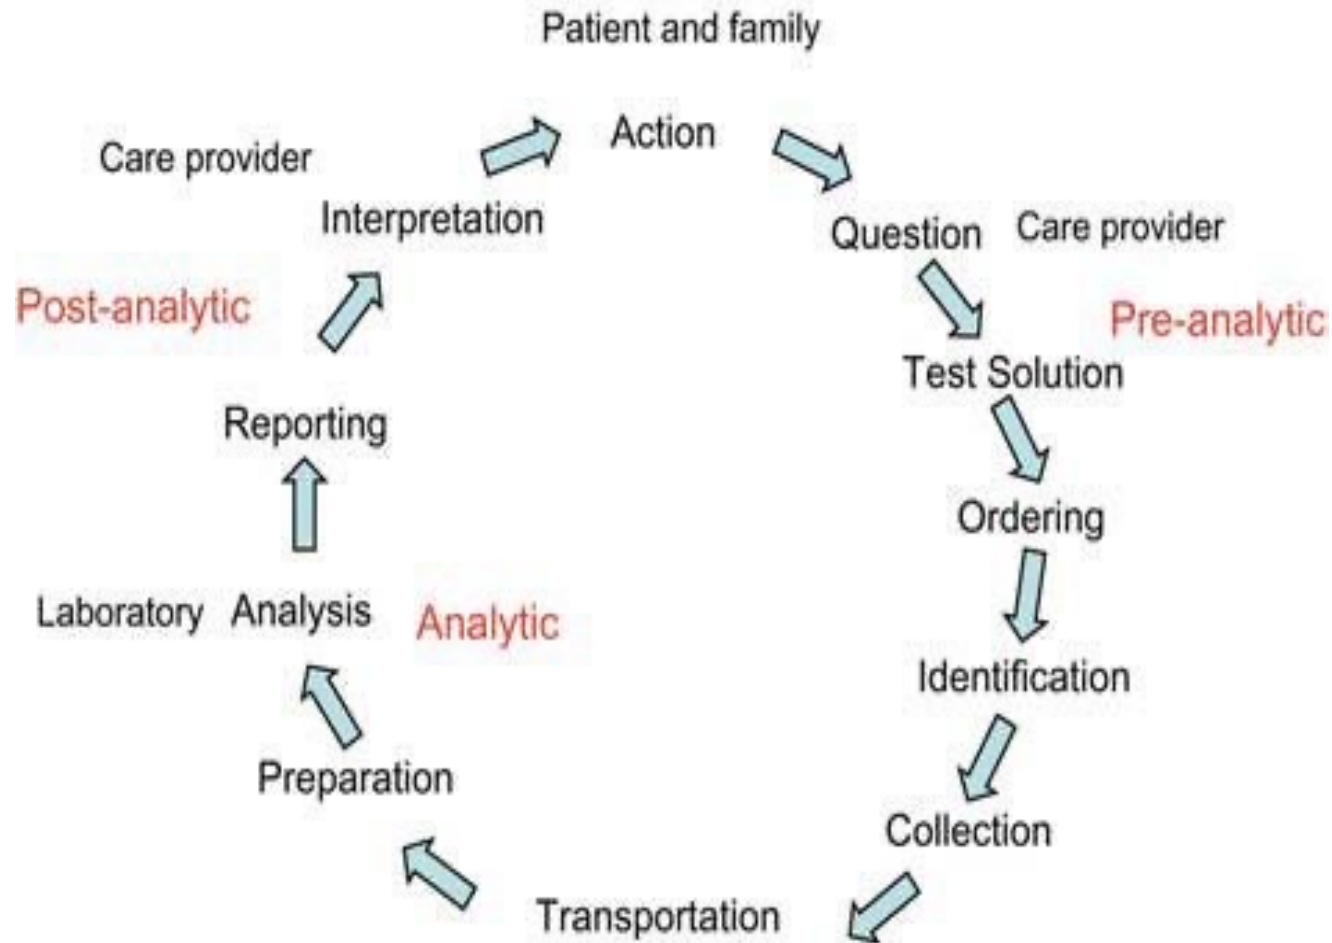 Patient and family
Action
Care provider
Interpretation
Question
Care provider
Post-analytic
Pre-analytic
Test Solution
Reporting
Ordering
Laboratory
Analysis
Analytic
Identification
Preparation
Collection
Transportation